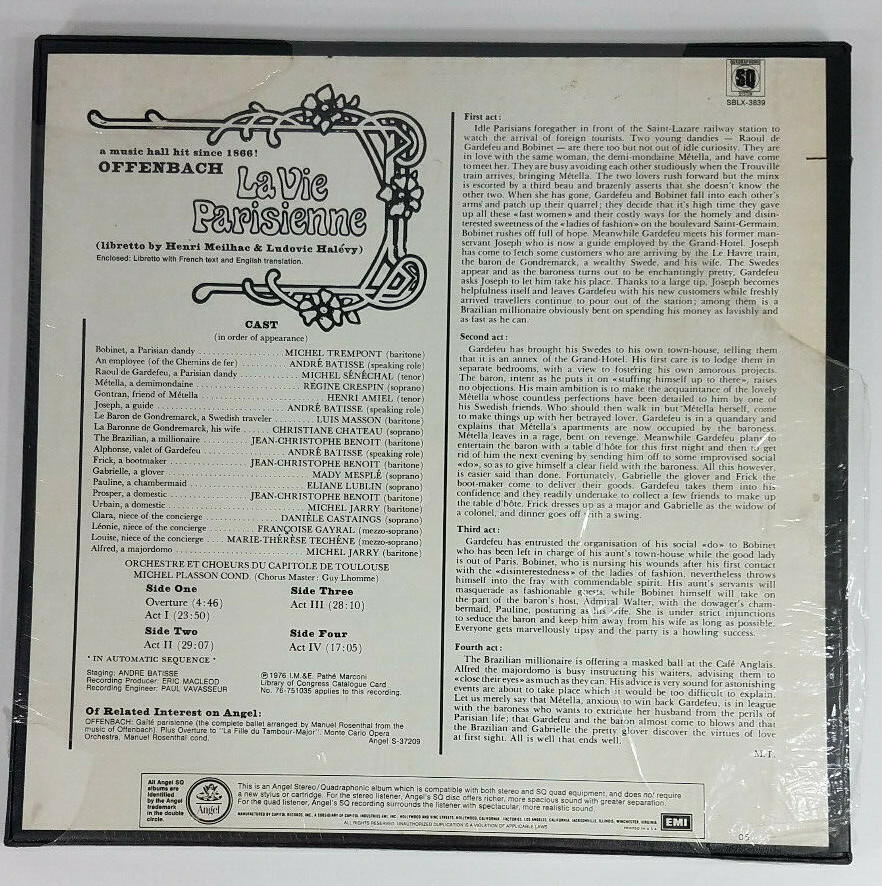 QUADRAPHONIC
SQ
SBLX-3839
a music hall hit since 1866!
OFFENBACH
La Vie
Parisienne
(libretto by Henri Meilhac & Ludovic Halévy)
Enclosed: Libretto with French text and English translation.
CAST
(in order of appearance)
Bobinet, a Parisian dandy . . . . . . . . . . . . MICHEL TREMPONT (baritone)
An employee (of the Chemins de fer) . . . . . . . . . . . . ANDRÉ BATISSE (speaking role)
Raoul de Gardefeu, a Parisian dandy . . . . . . . . . . . . MICHEL SÉNÉCHAL (tenor)
Métella, a demimondaine . . . . . . . . . . . . RÉGINE CRESPIN (soprano)
Gontran, friend of Métella . . . . . . . . . . . . HENRI AMIEL (tenor)
Joseph, a guide . . . . . . . . . . . . ANDRÉ BATISSE (speaking role)
Le Baron de Gondremarck, a Swedish traveler . . . . . . . . LUIS MASSON (baritone)
La Baronne de Gondremarck, his wife . . . . . . CHRISTIANE CHATEAU (soprano)
The Brazilian, a millionaire . . . . . . JEAN-CHRISTOPHE BENOIT (baritone)
Alphonse, valet of Gardefeu . . . . . . . . . . . . ANDRÉ BATISSE (speaking role)
Frick, a bootmaker . . . . . . . . . . . . JEAN-CHRISTOPHE BENOIT (baritone)
Gabrielle, a glover . . . . . . . . . . . . MADY MESPLÉ (soprano)
Pauline, a chambermaid . . . . . . . . . . . . ELIANE LUBLIN (soprano)
Prosper, a domestic . . . . . . . . . . . . JEAN-CHRISTOPHE BENOIT (baritone)
Urbain, a domestic . . . . . . . . . . . . MICHEL JARRY (baritone)
Clara, niece of the concierge . . . . . . . . . . . . DANIÈLE CASTAINGS (soprano)
Léonie, niece of the concierge . . . . . . . . FRANÇOISE GAYRAL (mezzo-soprano)
Louise, niece of the concierge . . . . MARIE-THÉRÈSE TECHÈNE (mezzo-soprano)
Alfred, a majordomo . . . . . . . . . . . . MICHEL JARRY (baritone)
ORCHESTRE ET CHOEURS DU CAPITOLE DE TOULOUSE
MICHEL PLASSON COND. (Chorus Master: Guy Lhomme)
Side One
Overture (4:46)
Act I (23:50)
Side Two
Act II (29:07)
Side Three
Act III (28:10)
Side Four
Act IV (17:05)
* IN AUTOMATIC SEQUENCE *
Staging: ANDRE BATISSE
Recording Producer: ERIC MACLEOD
Recording Engineer: PAUL VAVASSEUR
℗ 1976 I.M.&E. Pathé Marconi
Library of Congress Catalogue Card
No. 76-751035 applies to this recording.
Of Related Interest on Angel:
OFFENBACH: Gaîté parisienne (the complete ballet arranged by Manuel Rosenthal from the
music of Offenbach). Plus Overture to "La Fille du Tambour-Major". Monte Carlo Opera
Orchestra, Manuel Rosenthal cond. Angel S-37209
First act:
Idle Parisians foregather in front of the Saint-Lazare railway station to
watch the arrival of foreign tourists. Two young dandies — Raoul de
Gardefeu and Bobinet — are there too but not out of idle curiosity. They are
in love with the same woman, the demi-mondaine Métella, and have come
to meet her. They are avoiding each other studiously when the Trouville
train arrives, bringing Métella. The two lovers rush forward but the minx
is escorted by a third beau and brazenly asserts that she doesn't know the
other two. When she has gone, Gardefeu and Bobinet fall into each other's
arms and patch up their quarrel; they decide that it's high time they gave
up all these «fast women» and their costly ways for the homely and disin-
terested sweetness of the «ladies of fashion» on the boulevard Saint-Germain.
Bobinet rushes off full of hope. Meanwhile Gardefeu meets his former man-
servant Joseph who is now a guide employed by the Grand-Hotel. Joseph
has come to fetch some customers who are arriving by the Le Havre train,
the baron de Gondremarck, a wealthy Swede, and his wife. The Swedes
appear and as the baroness turns out to be enchantingly pretty, Gardefeu
asks Joseph to let him take his place. Thanks to a large tip, Joseph becomes
helpfulness itself and leaves Gardefeu with his new customers while freshly
arrived travellers continue to pour out of the station; among them is a
Brazilian millionaire obviously bent on spending his money as lavishly and
as fast as he can.
Second act:
Gardefeu has brought his Swedes to his own town-house, telling them
that it is an annex of the Grand-Hotel. His first care is to lodge them in
separate bedrooms, with a view to fostering his own amorous projects.
The baron, intent as he puts it on «stuffing himself up to there», raises
no objections. His main ambition is to make the acquaintance of the lovely
Métella whose countless perfections have been detailed to him by one of
his Swedish friends. Who should then walk in but Métella herself, come
to make things up with her betrayed lover. Gardefeu is in a quandary and
explains that Métella's apartments are now occupied by the baroness.
Métella leaves in a rage, bent on revenge. Meanwhile Gardefeu plans to
entertain the baron with a table d'hôte for this first night and then to get
rid of him the next evening by sending him off to some improvised social
«do», so as to give himself a clear field with the baroness. All this however,
is easier said than done. Fortunately, Gabrielle the glover and Frick the
boot-maker come to deliver their goods. Gardefeu takes them into his
confidence and they readily undertake to collect a few friends to make up
the table d'hôte. Frick dresses up as a major and Gabrielle as the widow of
a colonel, and dinner goes off with a swing.
Third act:
Gardefeu has entrusted the organisation of his social «do» to Bobinet
who has been left in charge of his aunt's town-house while the good lady
is out of Paris. Bobinet, who is nursing his wounds after his first contact
with the «disinterestedness» of the ladies of fashion, nevertheless throws
himself into the fray with commendable spirit. His aunt's servants will
masquerade as fashionable guests, while Bobinet himself will take on
the part of the baron's host, Admiral Walter, with the dowager's cham-
bermaid, Pauline, posturing as his wife. She is under strict injunctions
to seduce the baron and keep him away from his wife as long as possible.
Everyone gets marvellously tipsy and the party is a howling success.
Fourth act:
The Brazilian millionaire is offering a masked ball at the Café Anglais.
Alfred the majordomo is busy instructing his waiters, advising them to
«close their eyes» as much as they can. His advice is very sound for astonishing
events are about to take place which it would be too difficult to explain.
Let us merely say that Métella, anxious to win back Gardefeu, is in league
with the baroness who wants to extricate her husband from the perils of
Parisian life; that Gardefeu and the baron almost come to blows and that
the Brazilian and Gabrielle the pretty glover discover the virtues of love
at first sight. All is well that ends well.
All Angel SQ
albums are
identified
by the Angel
trademark
in the double
circle.
Angel
This is an Angel Stereo/Quadraphonic album which is compatible with both stereo and SQ quad equipment, and does not require
a new stylus or cartridge. For the stereo listener, Angel's SQ disc offers richer, more spacious sound with greater separation.
For the quad listener, Angel's SQ recording surrounds the listener with spectacular, more realistic sound.
MANUFACTURED BY CAPITOL RECORDS, INC., A SUBSIDIARY OF CAPITOL INDUSTRIES-EMI, INC., HOLLYWOOD AND VINE STREETS, HOLLYWOOD, CALIFORNIA. FACTORIES: LOS ANGELES, CALIFORNIA, JACKSONVILLE, ILLINOIS, WINCHESTER, VIRGINIA.
ALL RIGHTS RESERVED. UNAUTHORIZED DUPLICATION IS A VIOLATION OF APPLICABLE LAWS
PRINTED IN U.S.A.
EMI
05